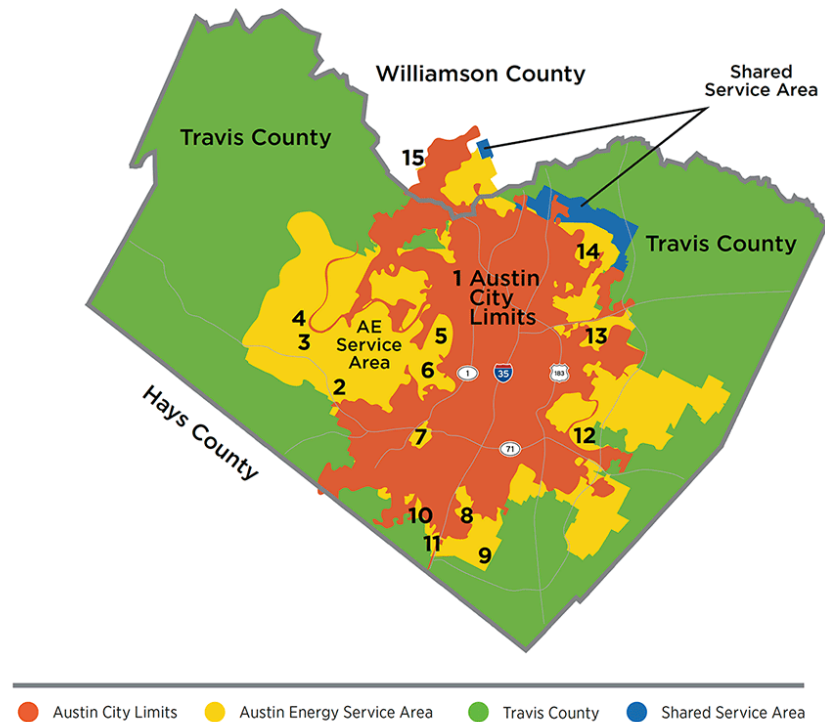 Williamson County
Shared
Service Area
Travis County
15
14
Travis County
1 Austin
City
Limits
4
3
AE
Service
Area
5
13
6
1
35
183
2
Hays County
7
12
71
10
8
11
9
Austin City Limits
Austin Energy Service Area
Travis County
Shared Service Area